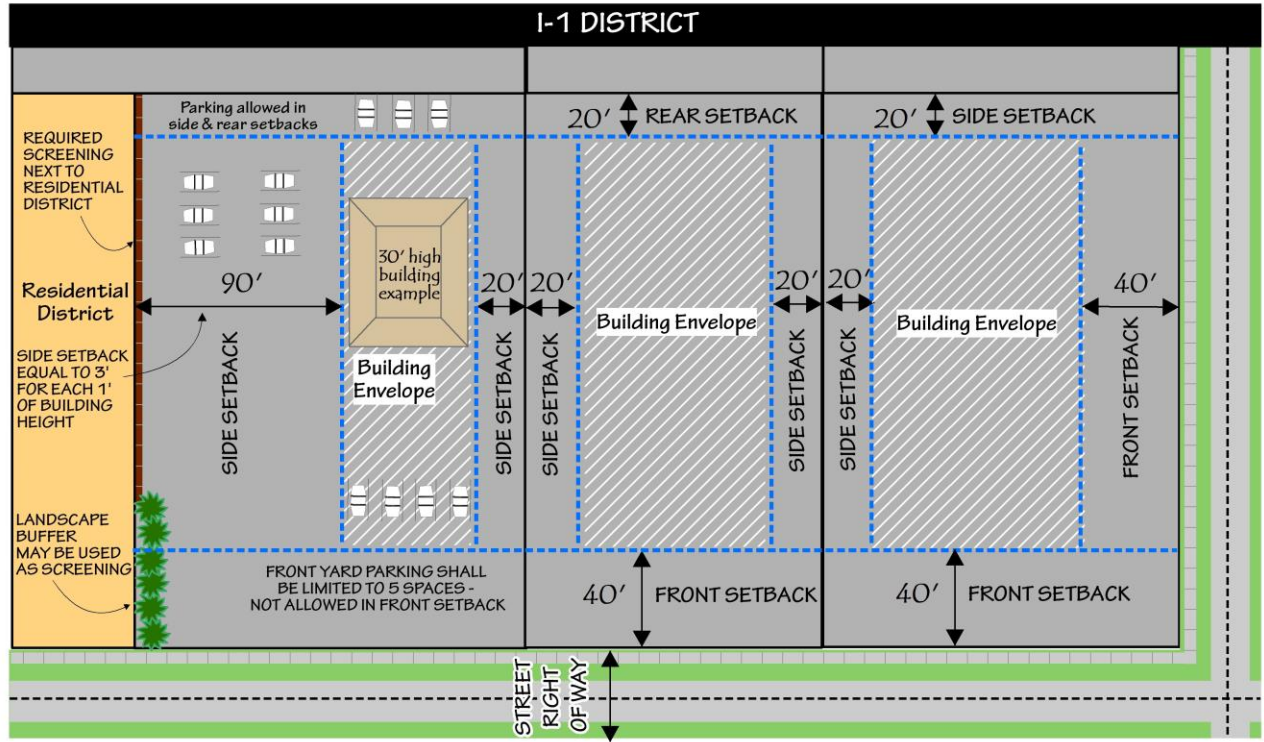 I-1 DISTRICT
Parking allowed in
side & rear setbacks
20' REAR SETBACK
20' SIDE SETBACK
REQUIRED
SCREENING
NEXT TO
RESIDENTIAL
DISTRICT
Residential
District
SIDE SETBACK
EQUAL TO 3'
FOR EACH 1'
OF BUILDING
HEIGHT
LANDSCAPE
BUFFER
MAY BE USED
AS SCREENING
90'
SIDE SETBACK
30' high
building
example
Building
Envelope
20'
SIDE SETBACK
20'
SIDE SETBACK
Building Envelope
20'
SIDE SETBACK
20'
SIDE SETBACK
Building Envelope
40'
FRONT SETBACK
FRONT YARD PARKING SHALL
BE LIMITED TO 5 SPACES -
NOT ALLOWED IN FRONT SETBACK
40' FRONT SETBACK
40' FRONT SETBACK
STREET
RIGHT
OF WAY